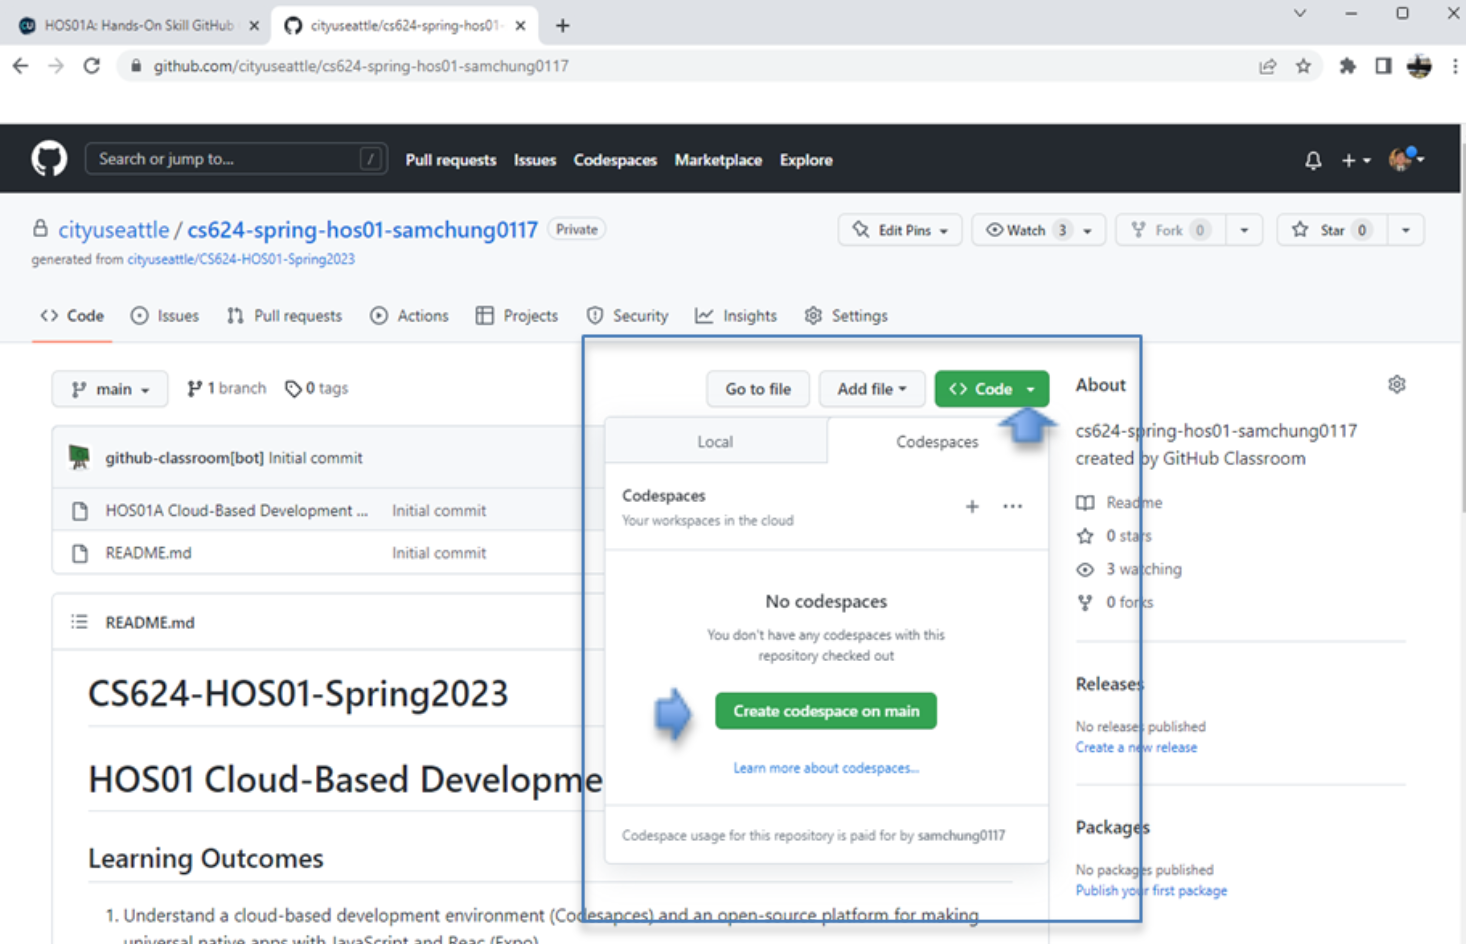 HOS01A: Hands-On Skill GitHub
cityuseattle/cs624-spring-hos01-
github.com/cityuseattle/cs624-spring-hos01-samchung0117
Search or jump to... /
Pull requests Issues Codespaces Marketplace Explore
cityuseattle / cs624-spring-hos01-samchung0117 Private
Edit Pins Watch 3 Fork 0 Star 0
generated from cityuseattle/CS624-HOS01-Spring2023
Code Issues Pull requests Actions Projects Security Insights Settings
main 1 branch 0 tags
Go to file Add file Code
github-classroom[bot] Initial commit
HOS01A Cloud-Based Development ... Initial commit
README.md Initial commit
README.md
CS624-HOS01-Spring2023
HOS01 Cloud-Based Developme
Learning Outcomes
1. Understand a cloud-based development environment (Codesapces) and an open-source platform for making
universal native apps with JavaScript and Reac (Expo)
Local Codespaces
Codespaces
Your workspaces in the cloud
No codespaces
You don't have any codespaces with this
repository checked out
Create codespace on main
Learn more about codespaces...
Codespace usage for this repository is paid for by samchung0117
About
cs624-spring-hos01-samchung0117
created by GitHub Classroom
Readme
0 stars
3 watching
0 forks
Releases
No releases published
Create a new release
Packages
No packages published
Publish your first package